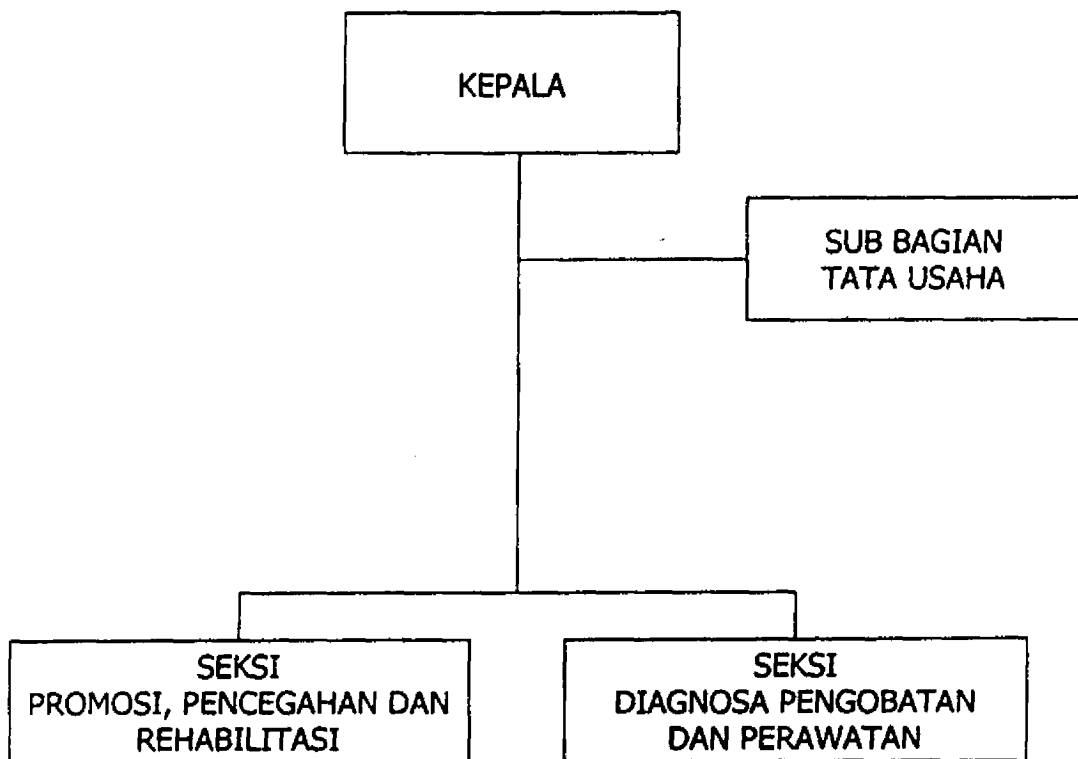 KEPALA
SUB BAGIAN
TATA USAHA
SEKSI
PROMOSI, PENCEGAHAN DAN
REHABILITASI
SEKSI
DIAGNOSA PENGOBATAN
DAN PERAWATAN